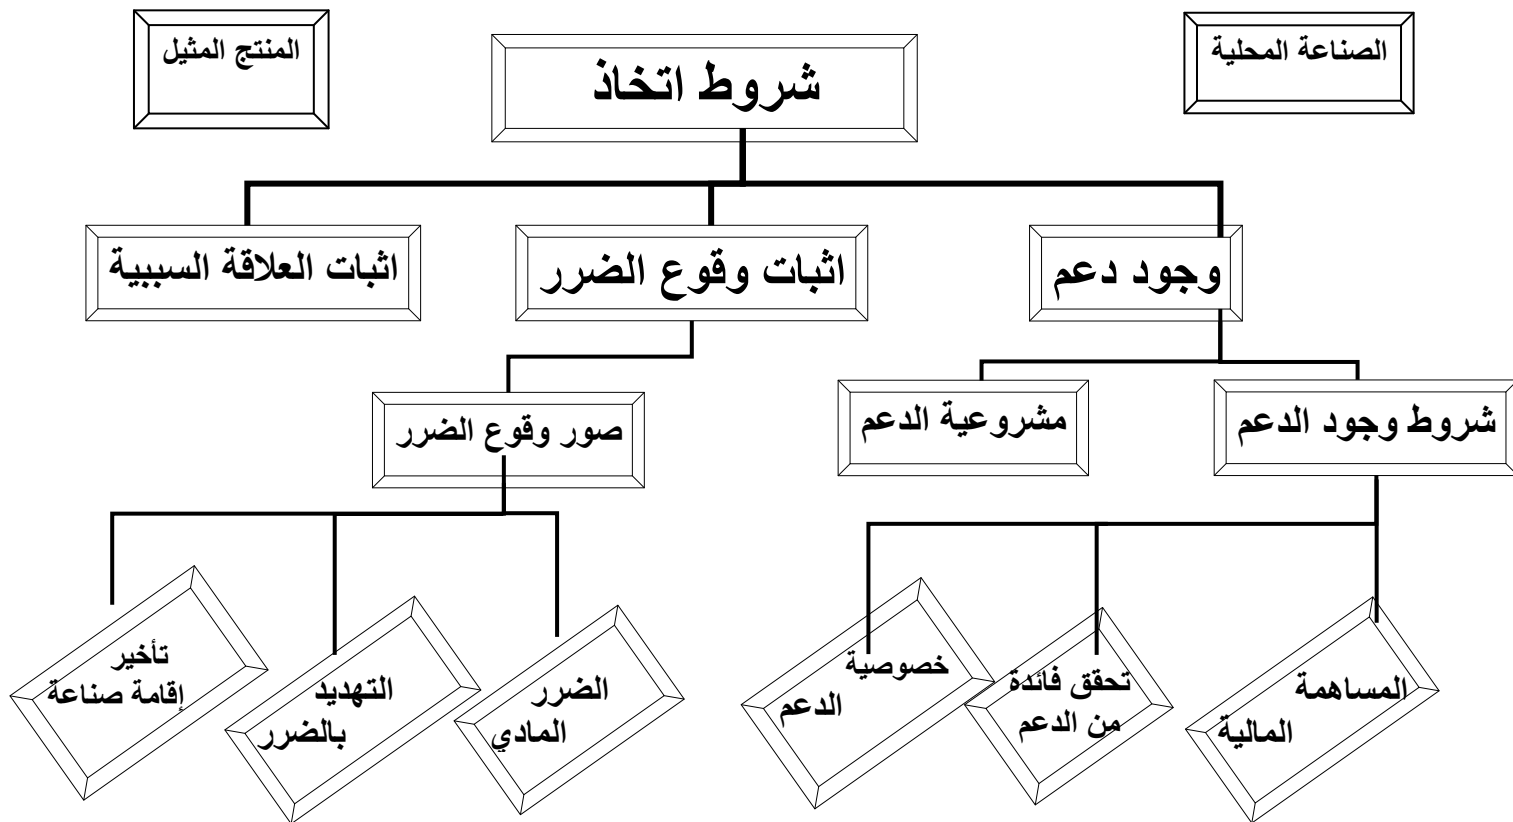 الصناعة المحلية
شروط اتخاذ
المنتج المثيل
وجود دعم
اثبات وقوع الضرر
اثبات العلاقة السببية
شروط وجود الدعم
مشروعية الدعم
صور وقوع الضرر
المساهمة
المالية
تحقق فائدة
من الدعم
خصوصية
الدعم
الضرر
المادي
التهديد
بالضرر
تأخير
إقامة صناعة